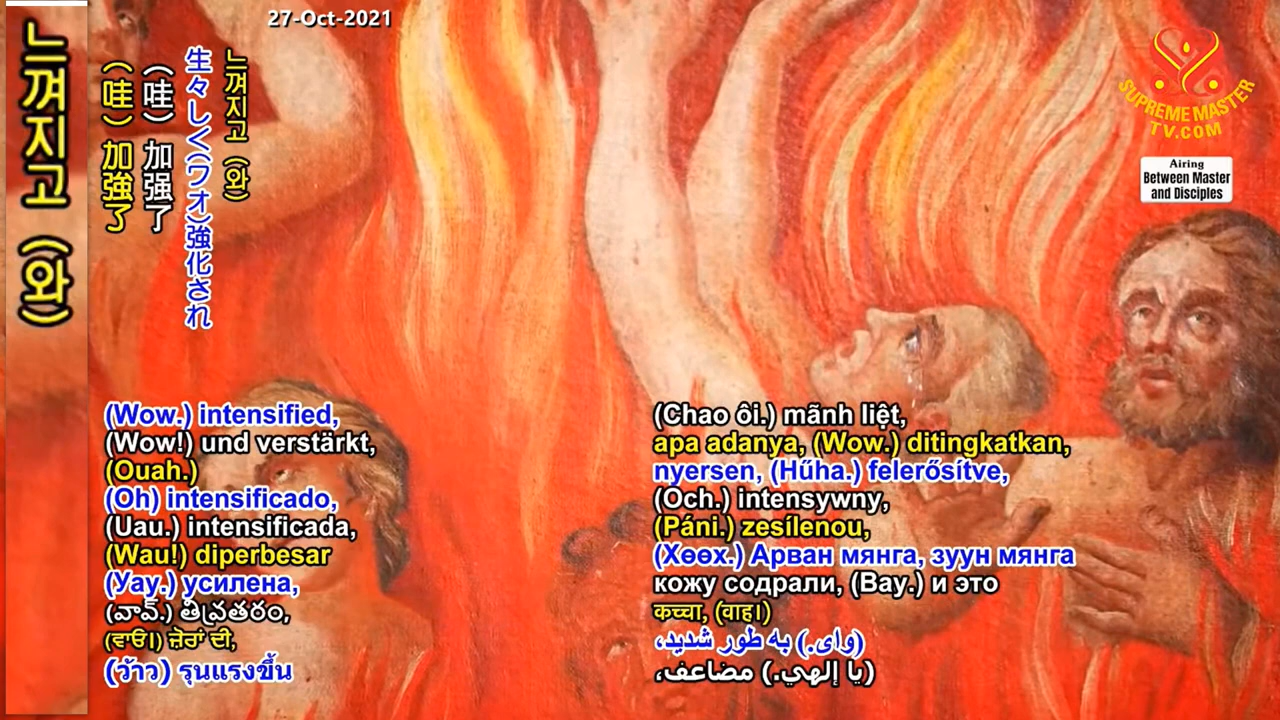 27-Oct-2021
느껴지고 (와)
느껴지고 (와)
生々しく(ワオ)強化され
(哇) 加强了
(哇) 加強了
SUPREME MASTER
TV.COM
Airing
Between Master
and Disciples
(Wow.) intensified,
(Wow!) und verstärkt,
(Ouah.)
(Oh) intensificado,
(Uau.) intensificada,
(Wau!) diperbesar
(Уау.) усилена,
(వావ్.) తీవ్రతరం,
(ਵਾਓ।) ਜ਼ੋਰਾਂ ਦੀ,
(ว้าว) รุนแรงขึ้น
(Chao ôi.) mãnh liệt,
apa adanya, (Wow.) ditingkatkan,
nyersen, (Hűha.) felerősítve,
(Och.) intensywny,
(Páni.) zesílenou,
(Хөөх.) Арван мянга, зуун мянга
кожу содрали, (Вау.) и это
कच्चा, (वाह।)
(وای.) به طور شدید،
(يا إلهي.) مضاعف،